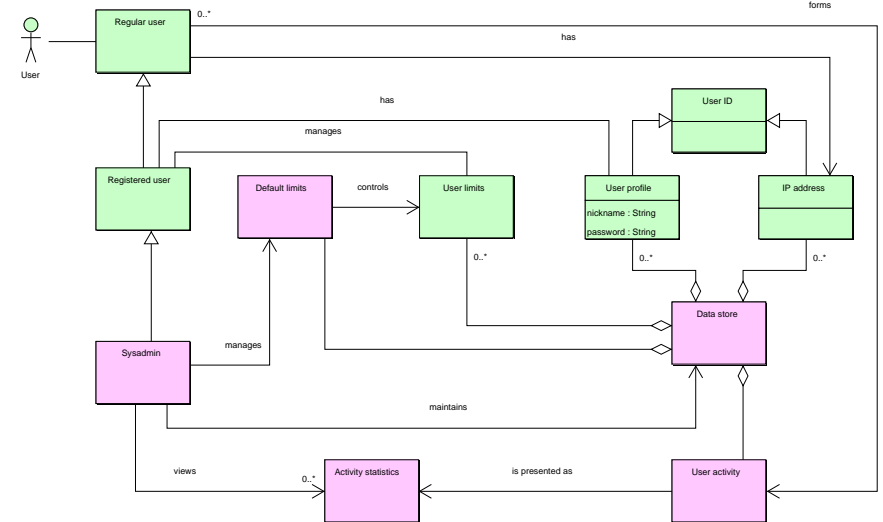 forms
0..*
Regular user
has
User
User ID
has
manages
Registered user
Default limits
controls
User limits
User profile
IP address
nickname : String
password : String
0..*
0..*
0..*
Data store
manages
Sysadmin
maintains
views
0..*
Activity statistics
is presented as
User activity